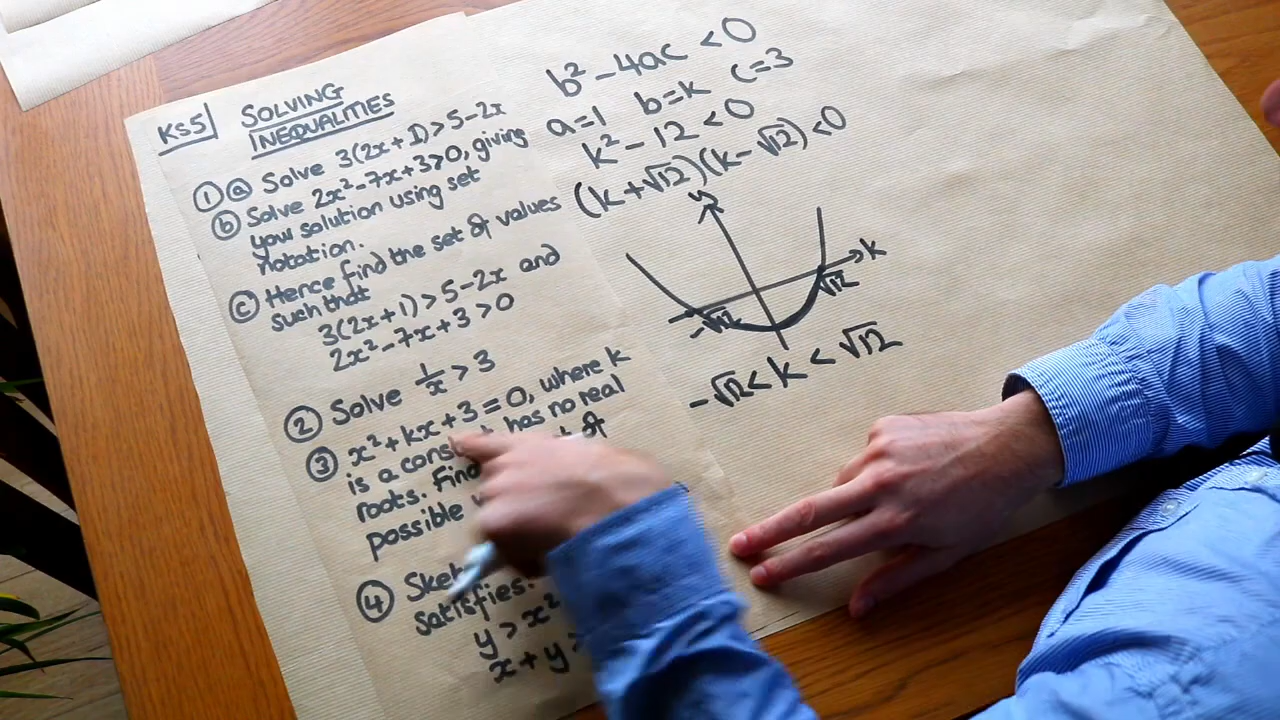 KS5 SOLVING
INEQUALITIES
① ⓐ Solve 3(2x+1)>5-2x
ⓑ Solve 2x²-7x+3>0, giving
your solution using set
notation.
ⓒ Hence find the set of values
such that
3(2x+1)>5-2x and
2x²-7x+3>0
② Solve 1/x > 3
③ x²+kx+3=0, where k
is a const has no real
roots. Find of
possible
④
satisfies.
y>x²
x+y
b²-4ac<0
a=1 b=k c=3
k²-12<0
(k+√12)(k-√12)<0
y
k
-√12
√12
-√12<k<√12